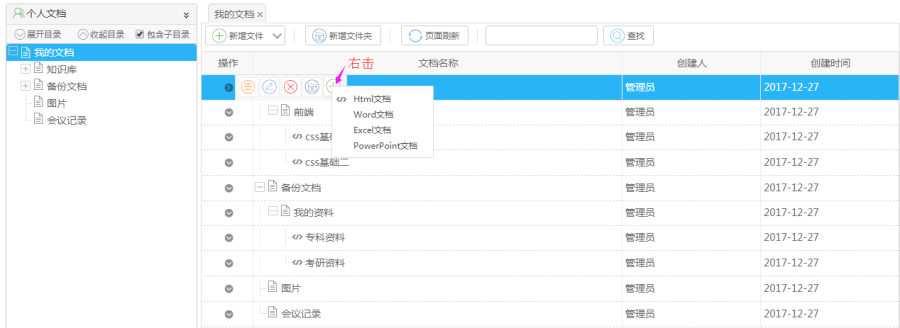 个人文档
展开目录 收起目录 包含子目录
我的文档
知识库
备份文档
图片
会议记录
我的文档
新增文件 新增文件夹 页面刷新 查找
操作 文档名称 创建人 创建时间
右击
管理员 2017-12-27
Html文档
Word文档
Excel文档
PowerPoint文档
前端 管理员 2017-12-27
css基 管理员 2017-12-27
css基础二 管理员 2017-12-27
备份文档 管理员 2017-12-27
我的资料 管理员 2017-12-27
专科资料 管理员 2017-12-27
考研资料 管理员 2017-12-27
图片 管理员 2017-12-27
会议记录 管理员 2017-12-27